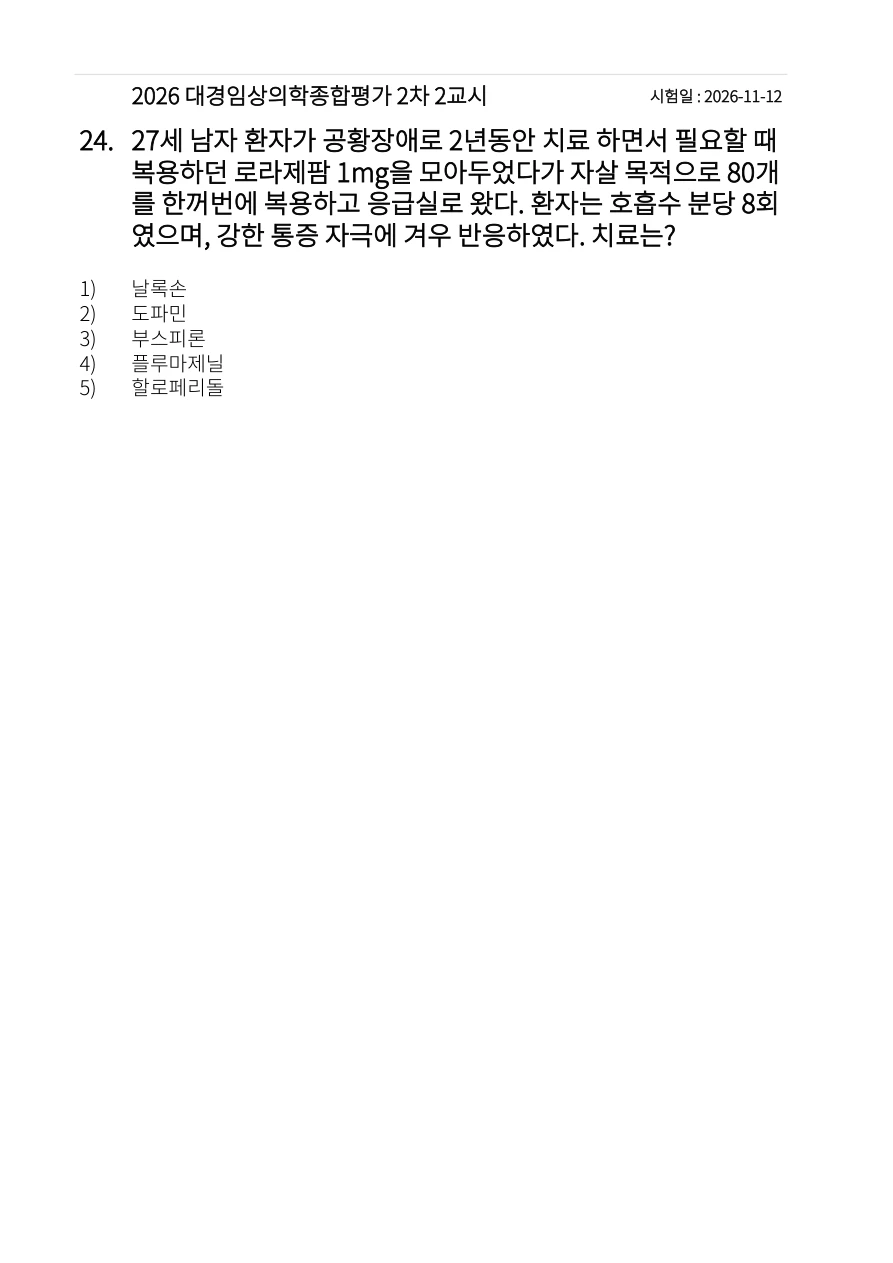 2026 대경임상의학종합평가 2차 2교시 시험일 : 2026-11-12
24. 27세 남자 환자가 공황장애로 2년동안 치료 하면서 필요할 때
복용하던 로라제팜 1mg을 모아두었다가 자살 목적으로 80개
를 한꺼번에 복용하고 응급실로 왔다. 환자는 호흡수 분당 8회
였으며, 강한 통증 자극에 겨우 반응하였다. 치료는?
1) 날록손
2) 도파민
3) 부스피론
4) 플루마제닐
5) 할로페리돌